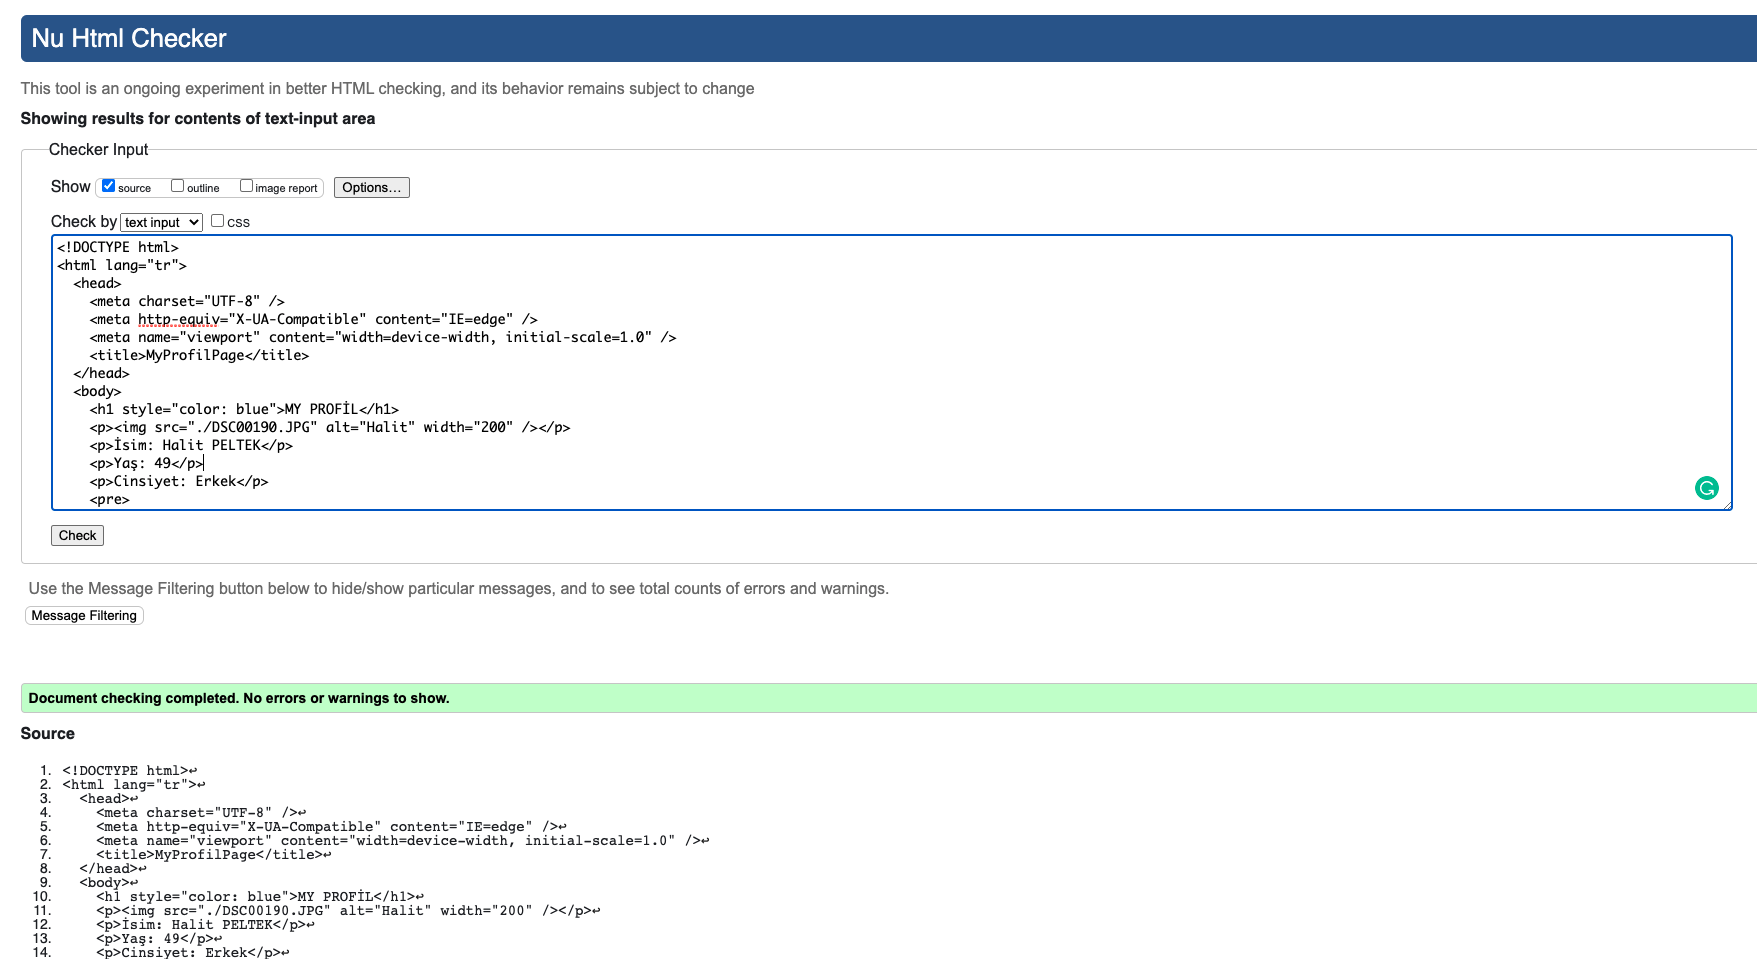 Nu Html Checker
This tool is an ongoing experiment in better HTML checking, and its behavior remains subject to change
Showing results for contents of text-input area
Checker Input
Show source outline image report Options...
Check by text input css
<!DOCTYPE html>
<html lang="tr">
  <head>
    <meta charset="UTF-8" />
    <meta http-equiv="X-UA-Compatible" content="IE=edge" />
    <meta name="viewport" content="width=device-width, initial-scale=1.0" />
    <title>MyProfilPage</title>
  </head>
  <body>
    <h1 style="color: blue">MY PROFİL</h1>
    <p><img src="./DSC00190.JPG" alt="Halit" width="200" /></p>
    <p>İsim: Halit PELTEK</p>
    <p>Yaş: 49</p>
    <p>Cinsiyet: Erkek</p>
    <pre>
Check
Use the Message Filtering button below to hide/show particular messages, and to see total counts of errors and warnings.
Message Filtering
Document checking completed. No errors or warnings to show.
Source
1. <!DOCTYPE html>↩
2. <html lang="tr">↩
3.   <head>↩
4.     <meta charset="UTF-8" />↩
5.     <meta http-equiv="X-UA-Compatible" content="IE=edge" />↩
6.     <meta name="viewport" content="width=device-width, initial-scale=1.0" />↩
7.     <title>MyProfilPage</title>↩
8.   </head>↩
9.   <body>↩
10.     <h1 style="color: blue">MY PROFİL</h1>↩
11.     <p><img src="./DSC00190.JPG" alt="Halit" width="200" /></p>↩
12.     <p>İsim: Halit PELTEK</p>↩
13.     <p>Yaş: 49</p>↩
14.     <p>Cinsiyet: Erkek</p>↩